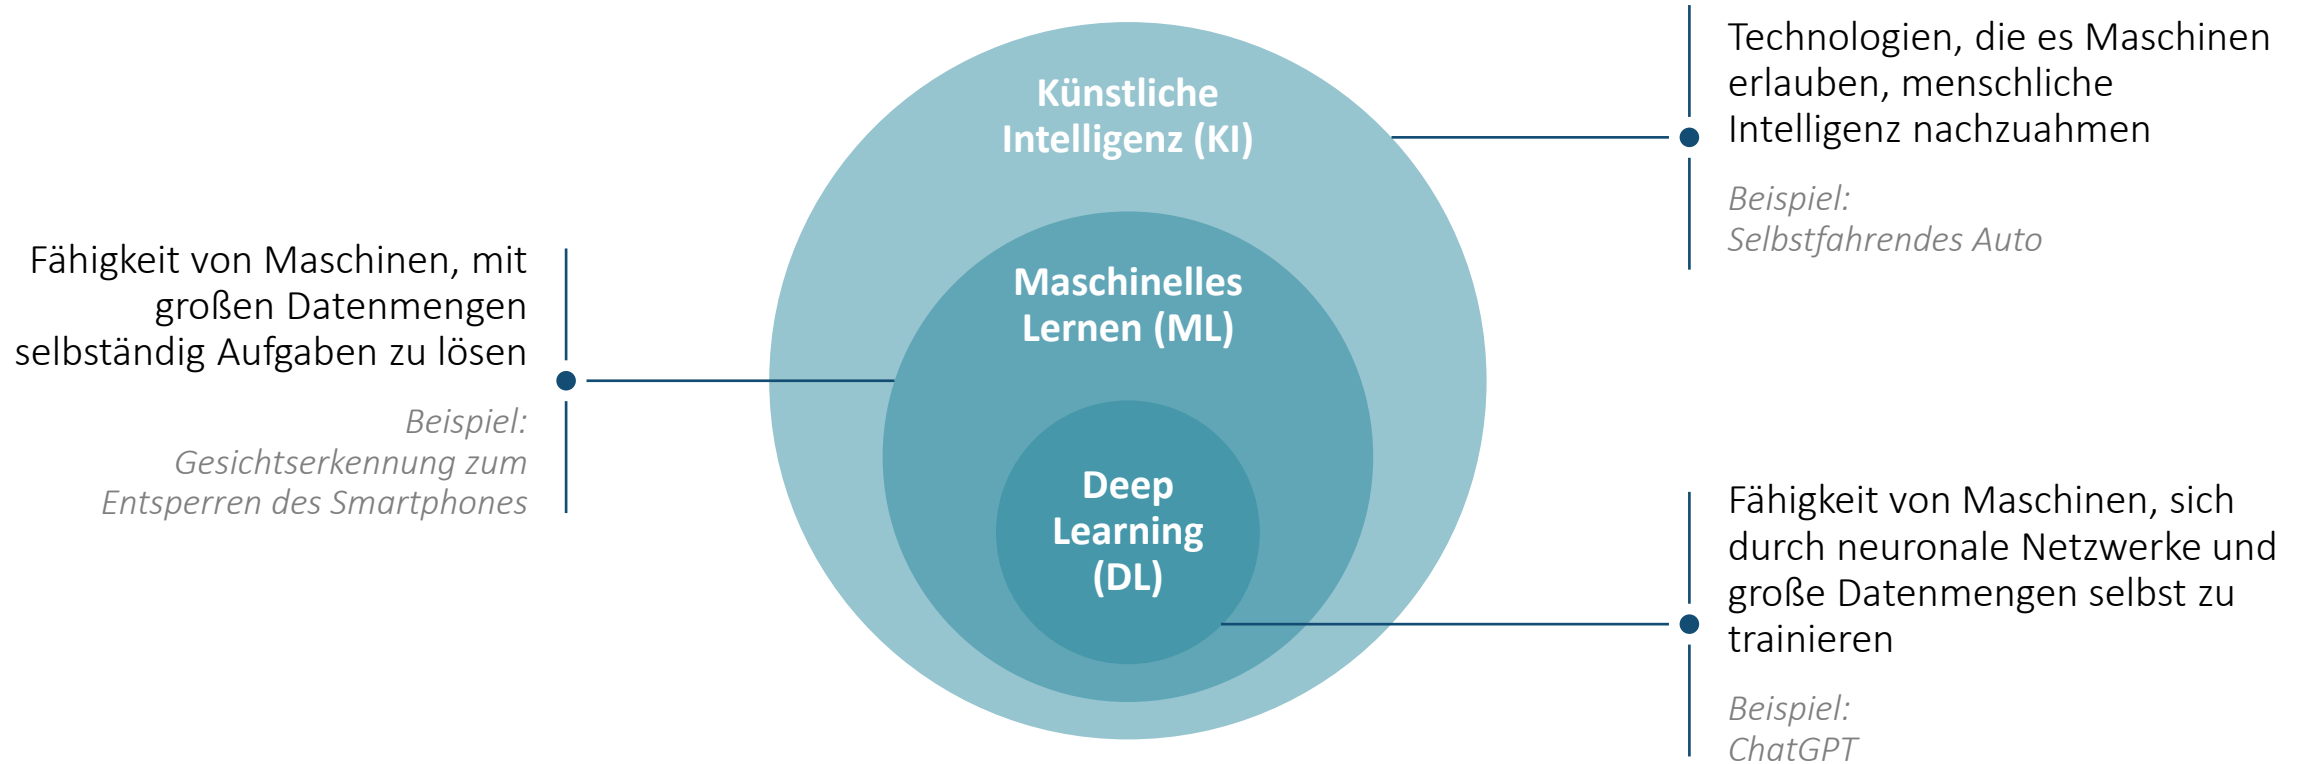 Künstliche
Intelligenz (KI)
Technologien, die es Maschinen
erlauben, menschliche
Intelligenz nachzuahmen
Beispiel:
Selbstfahrendes Auto
Maschinelles
Lernen (ML)
Fähigkeit von Maschinen, mit
großen Datenmengen
selbständig Aufgaben zu lösen
Beispiel:
Gesichtserkennung zum
Entsperren des Smartphones
Deep
Learning
(DL)
Fähigkeit von Maschinen, sich
durch neuronale Netzwerke und
große Datenmengen selbst zu
trainieren
Beispiel:
ChatGPT